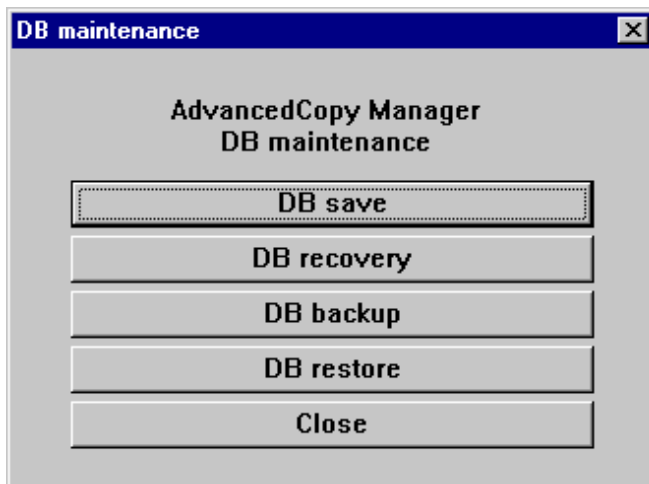 DB maintenance
AdvancedCopy Manager
DB maintenance
DB save
DB recovery
DB backup
DB restore
Close